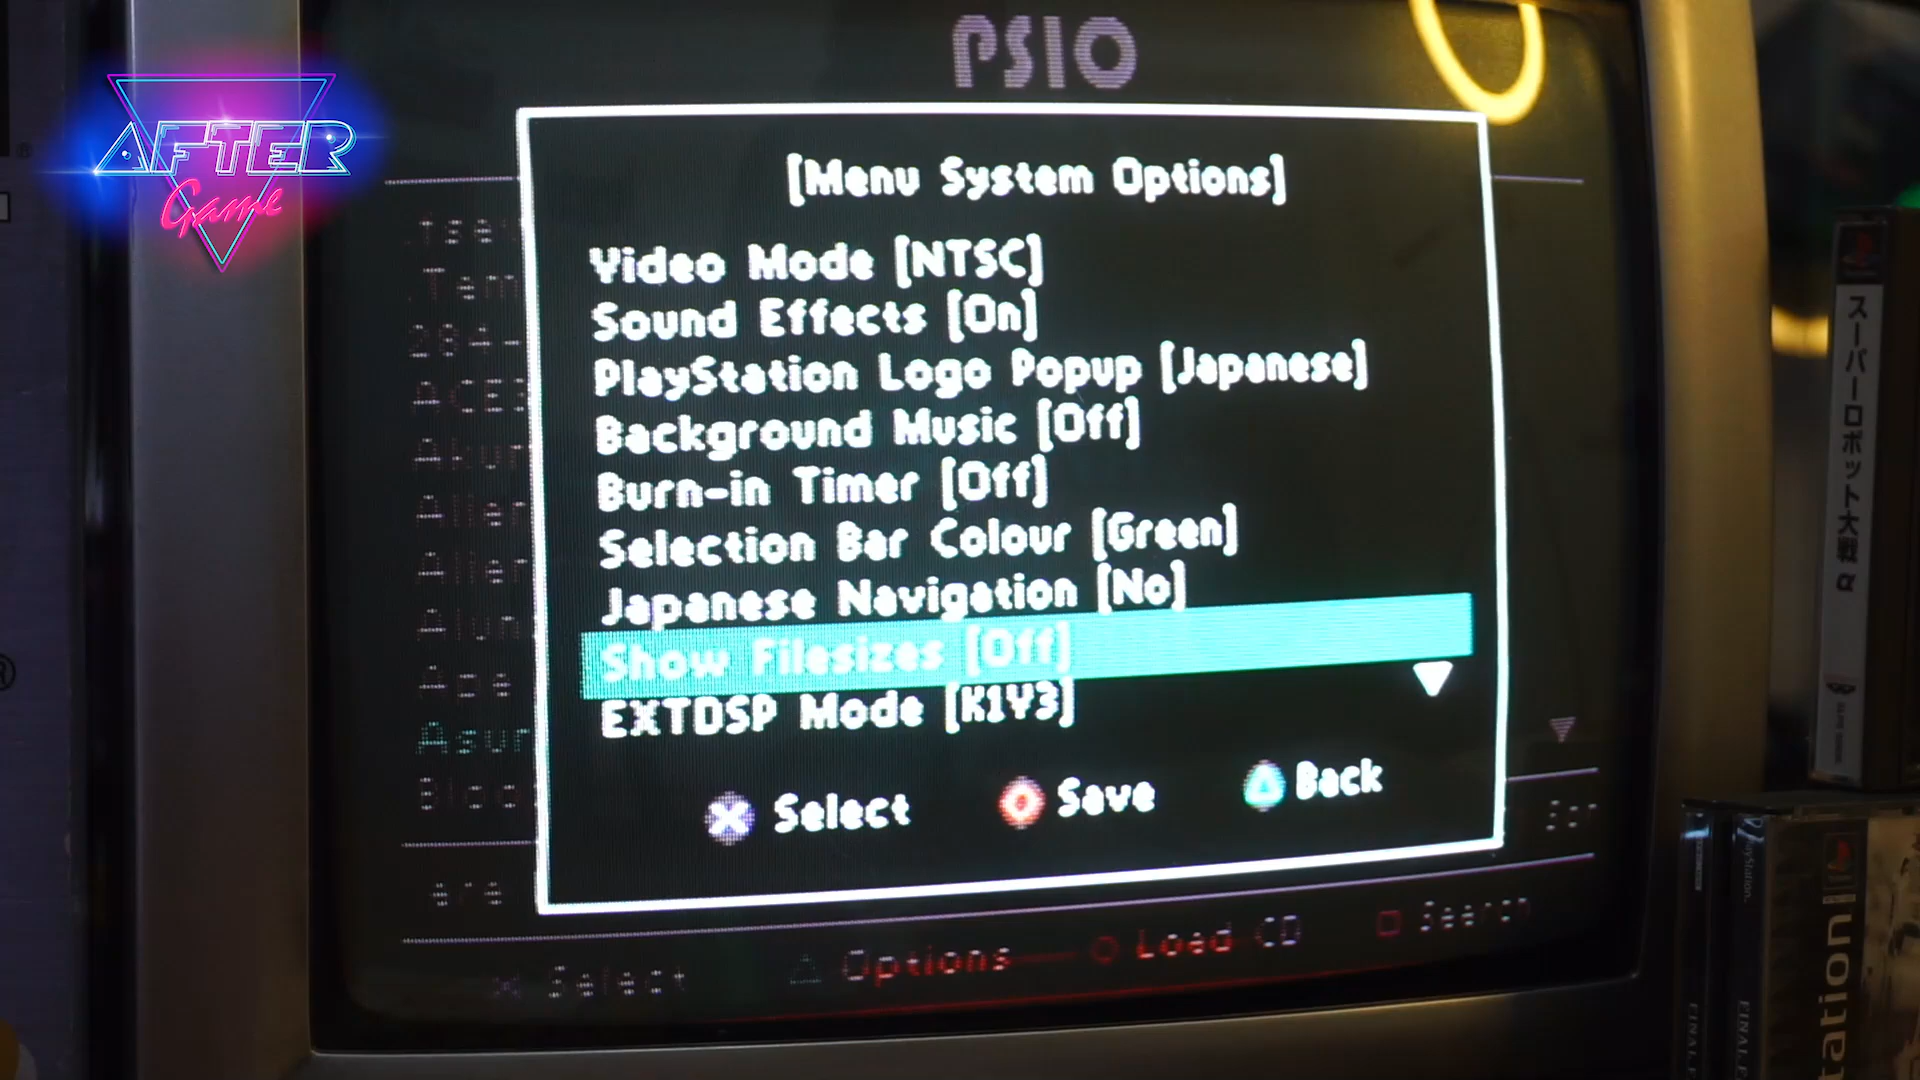 PSIO
AFTER
Game
[Menu System Options]
Video Mode [NTSC]
Sound Effects [On]
PlayStation Logo Popup [Japanese]
Background Music [Off]
Burn-in Timer [Off]
Selection Bar Colour [Green]
Japanese Navigation [No]
Show Filesizes [Off]
EXTDSP Mode [K1Y3]
Select
Save
Back
Select
Options
Load CD
Search
スーパーロボット大戦α
PlayStation